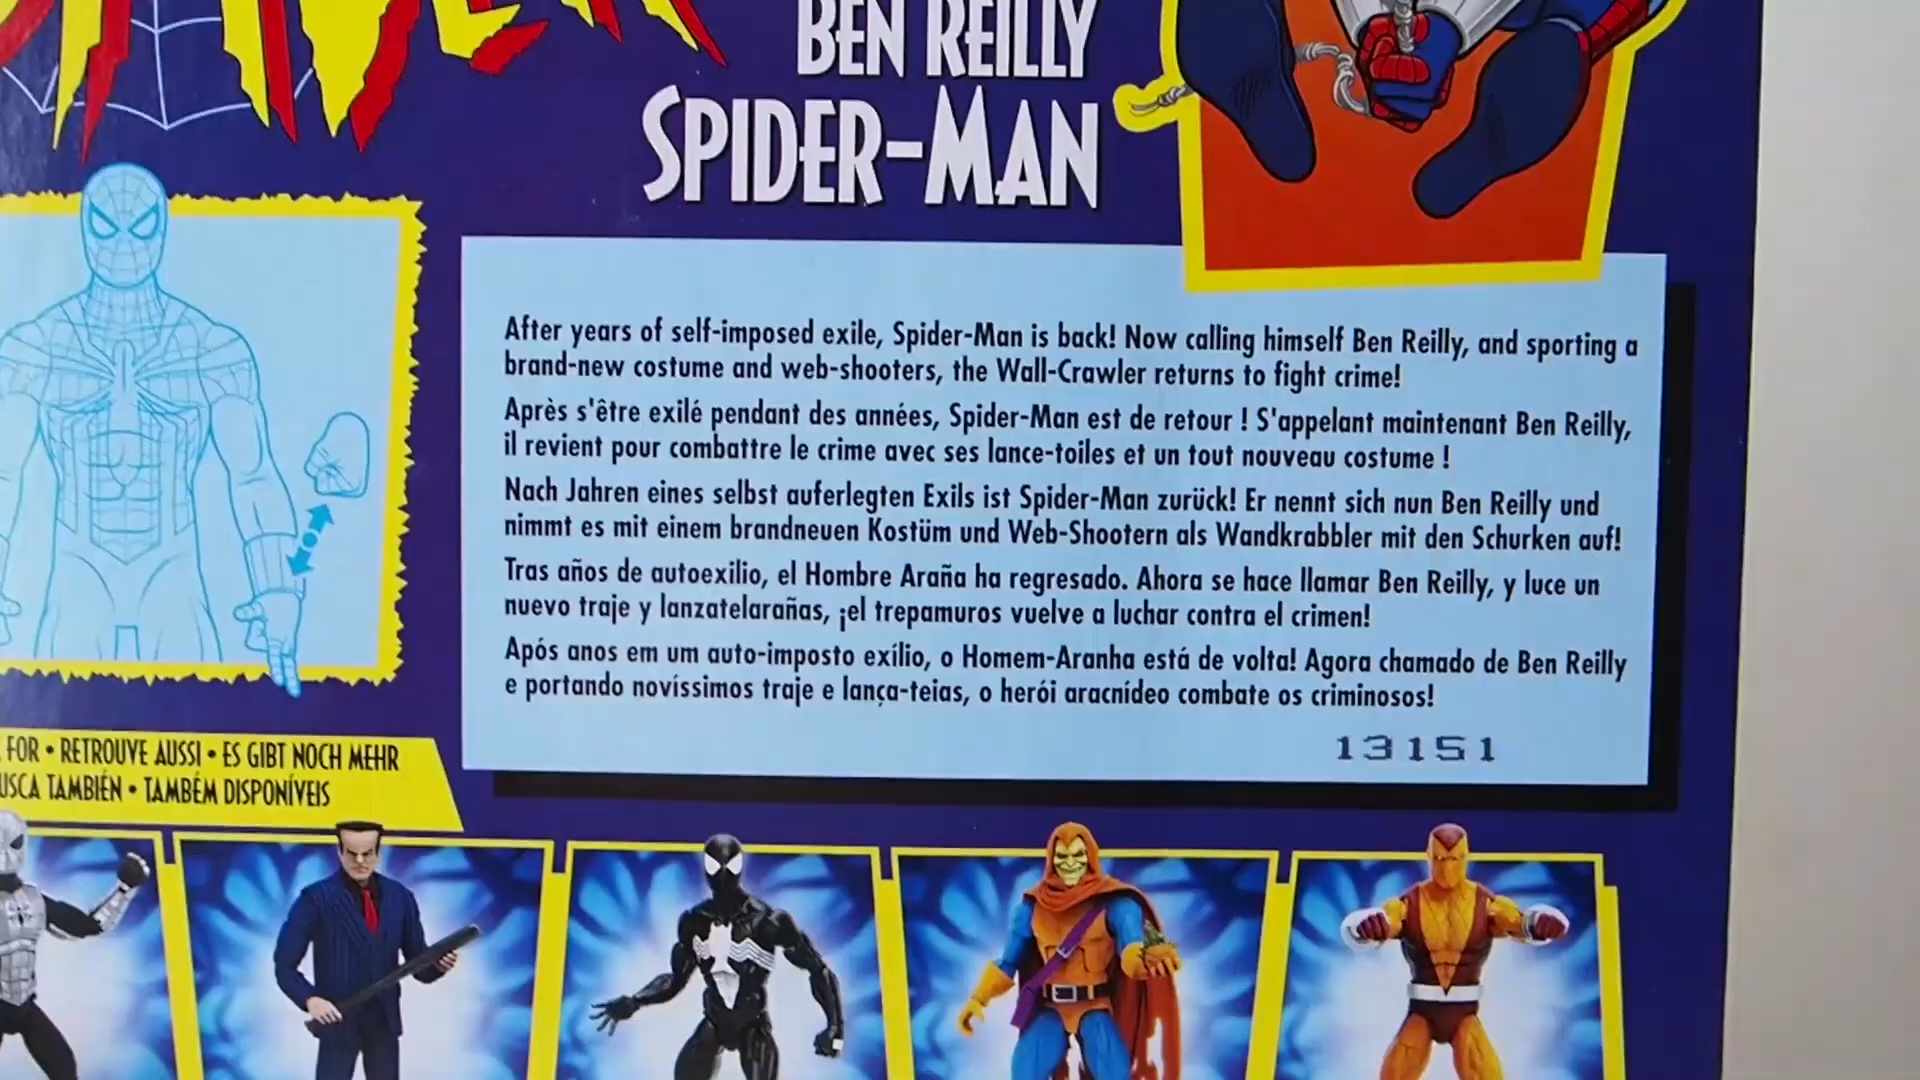 SPIDER
BEN REILLY
SPIDER-MAN
After years of self-imposed exile, Spider-Man is back! Now calling himself Ben Reilly, and sporting a
brand-new costume and web-shooters, the Wall-Crawler returns to fight crime!
Après s'être exilé pendant des années, Spider-Man est de retour ! S'appelant maintenant Ben Reilly,
il revient pour combattre le crime avec ses lance-toiles et un tout nouveau costume !
Nach Jahren eines selbst auferlegten Exils ist Spider-Man zurück! Er nennt sich nun Ben Reilly und
nimmt es mit einem brandneuen Kostüm und Web-Shootern als Wandkrabbler mit den Schurken auf!
Tras años de autoexilio, el Hombre Araña ha regresado. Ahora se hace llamar Ben Reilly, y luce un
nuevo traje y lanzatelarañas, ¡el trepamuros vuelve a luchar contra el crimen!
Após anos em um auto-imposto exílio, o Homem-Aranha está de volta! Agora chamado de Ben Reilly
e portando novíssimos traje e lança-teias, o herói aracnídeo combate os criminosos!
13151
FOR • RETROUVE AUSSI • ES GIBT NOCH MEHR
USCA TAMBIÉN • TAMBÉM DISPONÍVEIS